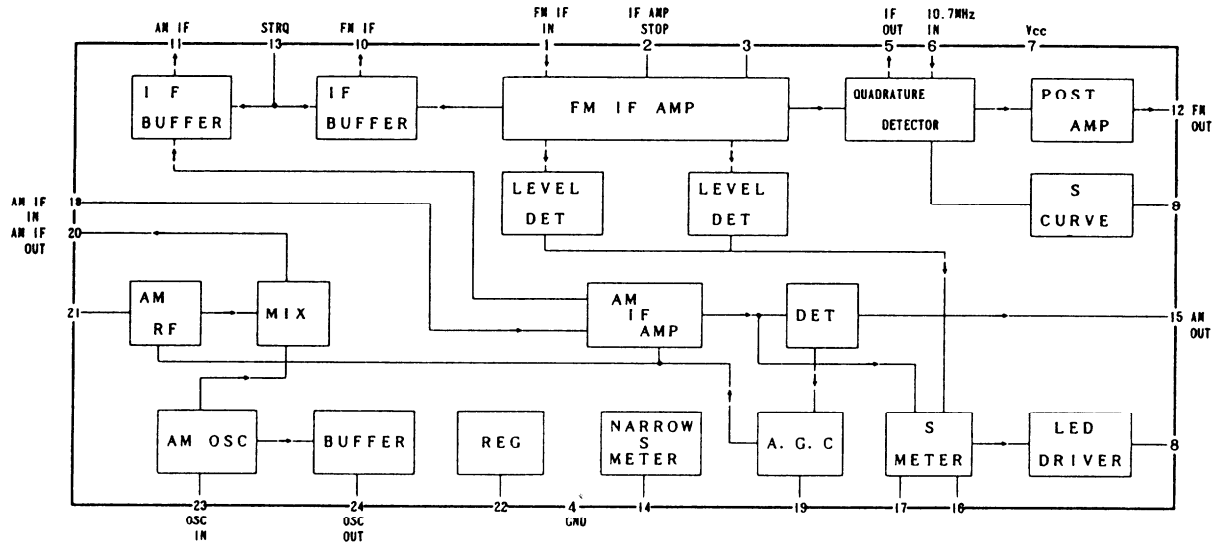 AM IF
11
STRQ
13
FM IF
10
FM IF
IN
1
IF AMP
STOP
2
3
IF
OUT
5
10.7MHz
IN
6
Vcc
7
IF
BUFFER
IF
BUFFER
FM IF AMP
QUADRATURE
DETECTOR
POST
AMP
12 FM
OUT
LEVEL
DET
LEVEL
DET
S
CURVE
9
AM IF
IN
18
AM IF
OUT
20
21
AM
RF
MIX
AM
IF
AMP
DET
15 AM
OUT
AM OSC
BUFFER
REG
NARROW
S
METER
A.G.C
S
METER
LED
DRIVER
8
23
OSC
IN
24
OSC
OUT
22
4
GND
14
19
17
16